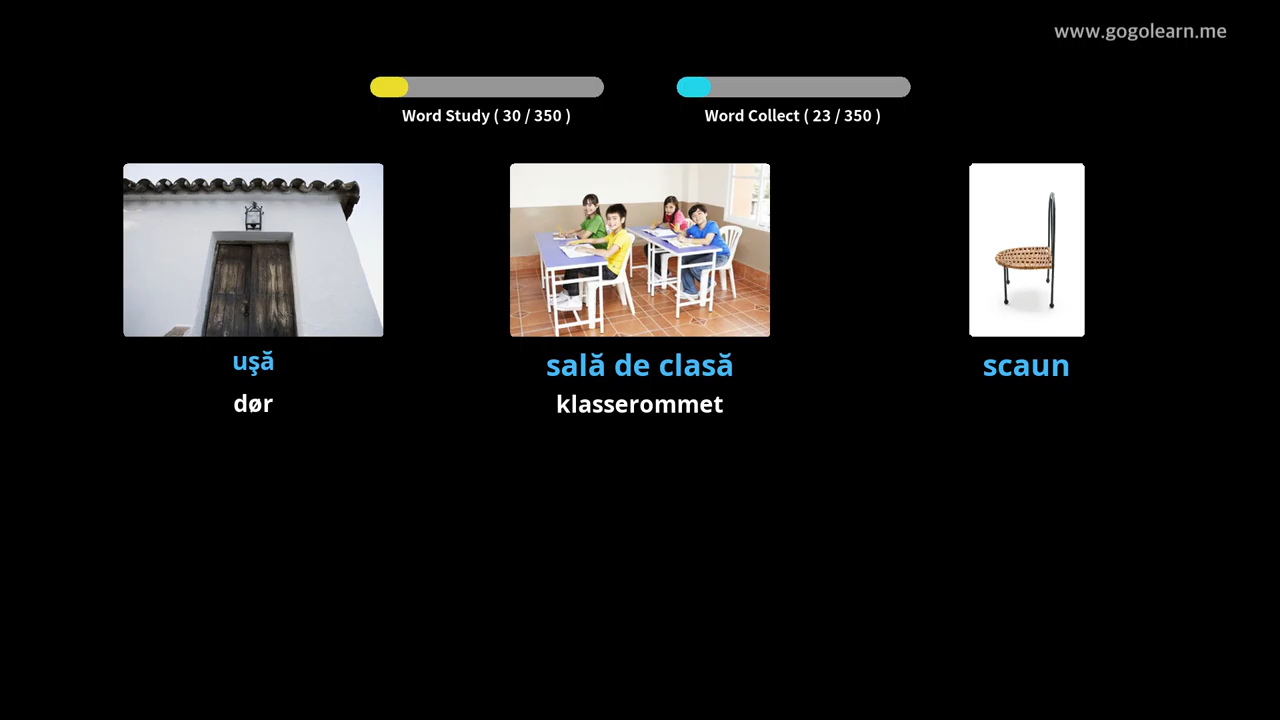 www.gogolearn.me
Word Study ( 30 / 350 )
Word Collect ( 23 / 350 )
uşă
sală de clasă
scaun
dør
klasserommet